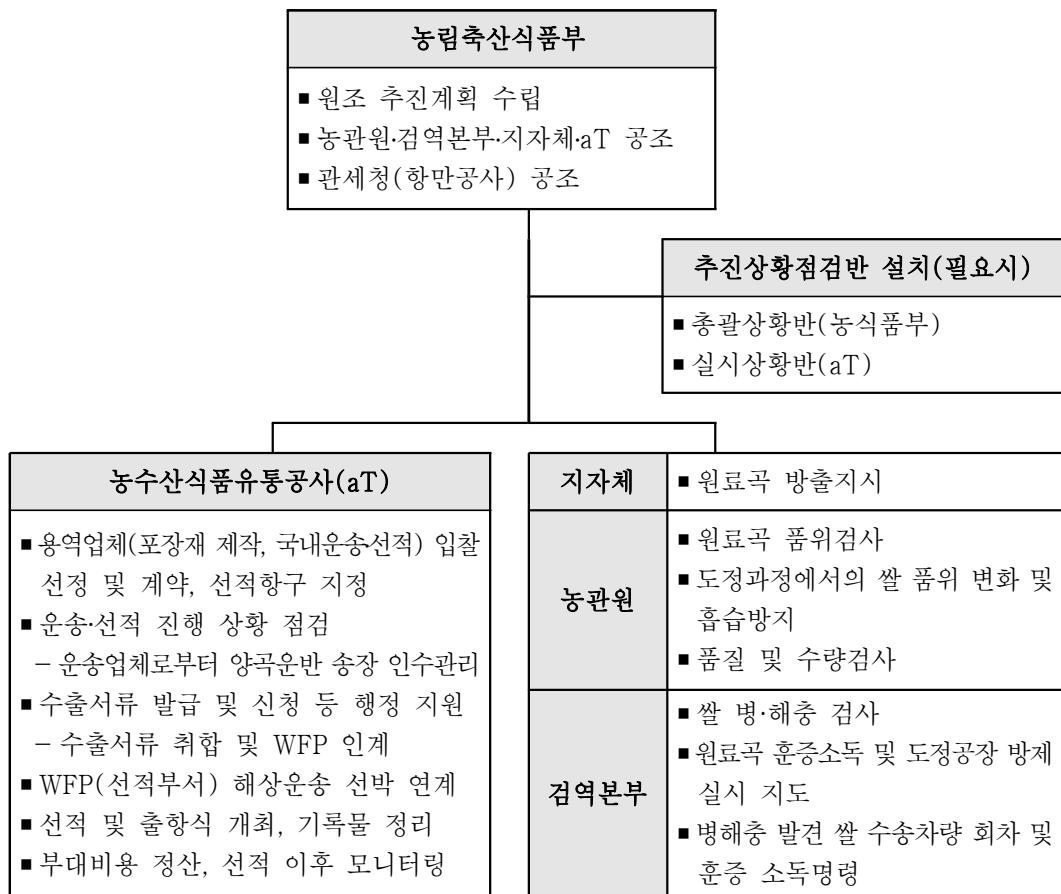 농림축산식품부
▪원조 추진계획 수립
▪농관원·검역본부·지자체·aT 공조
▪관세청(항만공사) 공조
추진상황점검반 설치(필요시)
▪총괄상황반(농식품부)
▪실시상황반(aT)
농수산식품유통공사(aT)
▪용역업체(포장재 제작, 국내운송·선적) 입찰
선정 및 계약, 선적항구 지정
▪운송·선적 진행 상황 점검
– 운송업체로부터 양곡운반 송장 인수관리
▪수출서류 발급 및 신청 등 행정 지원
– 수출서류 취합 및 WFP 인계
▪WFP(선적부서) 해상운송 선박 연계
▪선적 및 출항식 개최, 기록물 정리
▪부대비용 정산, 선적 이후 모니터링
지자체
▪원료곡 방출지시
농관원
▪원료곡 품위검사
▪도정과정에서의 쌀 품위 변화 및
흡습방지
▪품질 및 수량검사
검역본부
▪쌀 병·해충 검사
▪원료곡 훈증소독 및 도정공장 방제
실시 지도
▪병해충 발견 쌀 수송차량 회차 및
훈증 소독명령